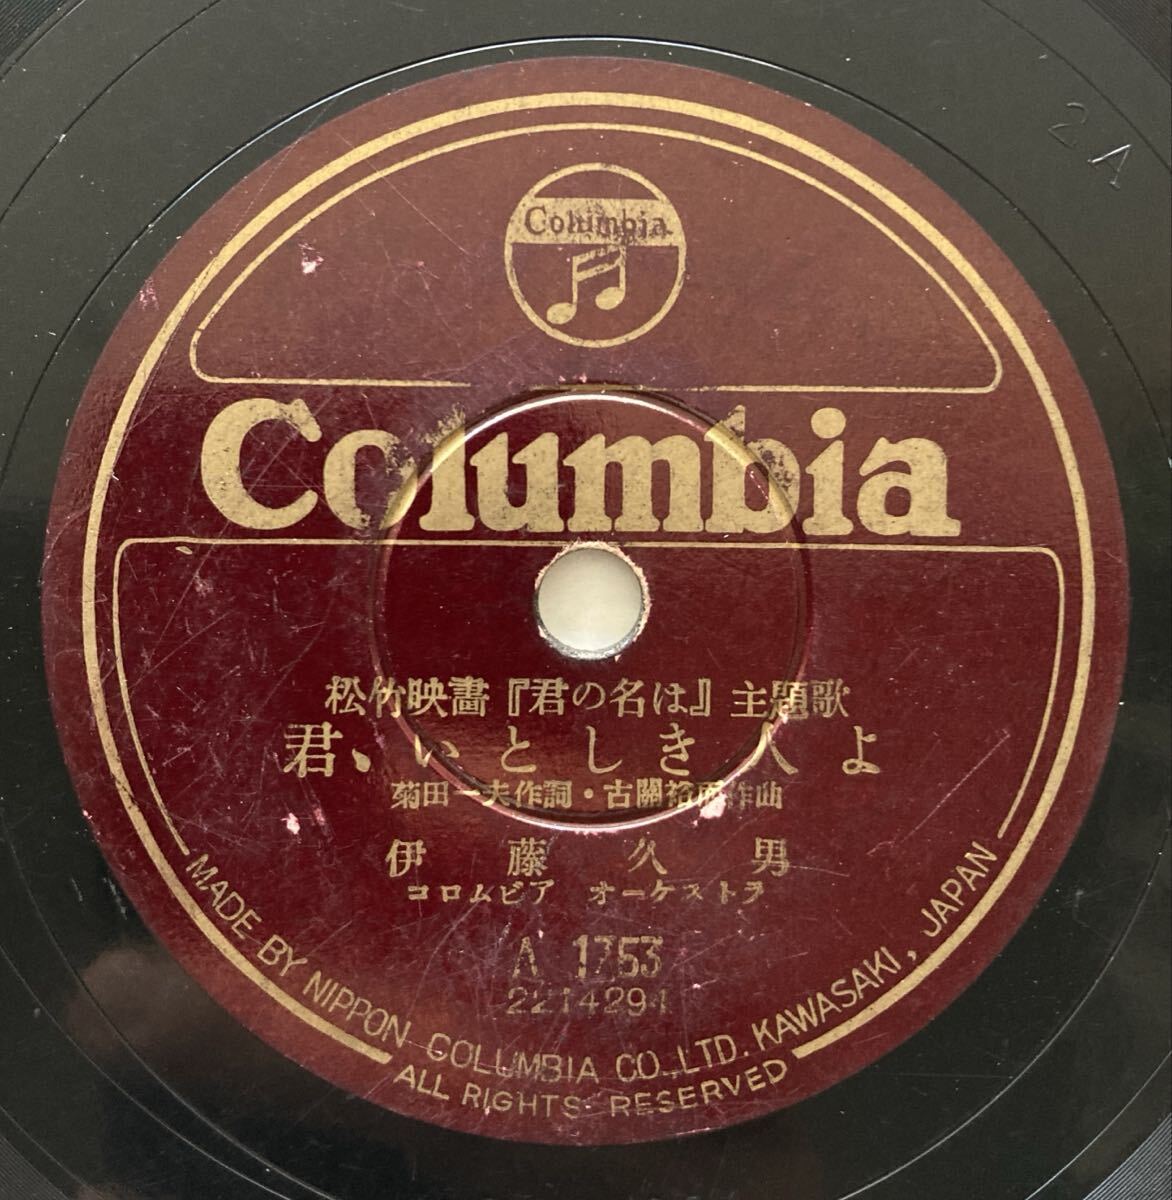 2A
Columbia
Columbia
松竹映畫『君の名は』主題歌
君、いとしき人よ
菊田一夫作詞・古關裕而作曲
伊藤久男
コロムビア オーケストラ
A 1753
2214291
MADE BY NIPPON COLUMBIA CO., LTD. KAWASAKI, JAPAN
ALL RIGHTS RESERVED